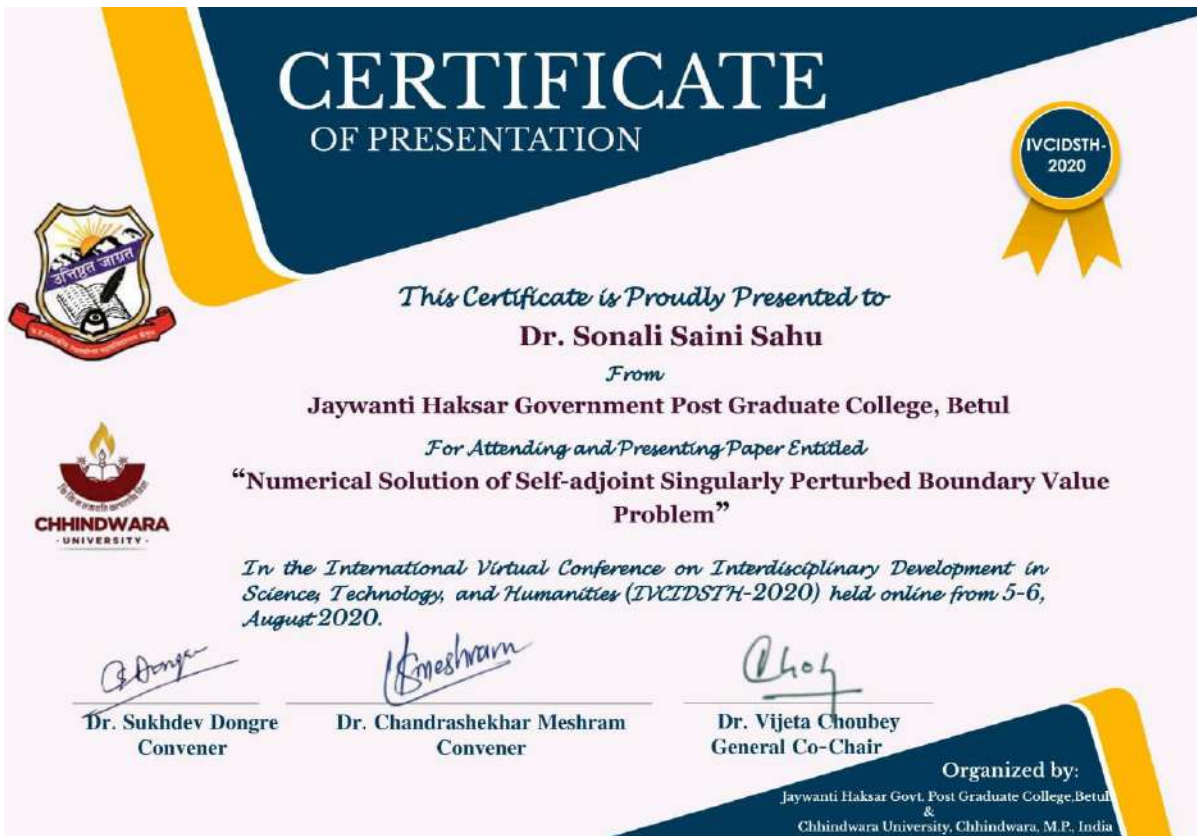 CERTIFICATE
OF PRESENTATION
IVCIDSTH-
2020
उत्तिष्ठत जाग्रत
This Certificate is Proudly Presented to
Dr. Sonali Saini Sahu
From
Jaywanti Haksar Government Post Graduate College, Betul
For Attending and Presenting Paper Entitled
“Numerical Solution of Self-adjoint Singularly Perturbed Boundary Value
Problem”
CHHINDWARA
· UNIVERSITY ·
In the International Virtual Conference on Interdisciplinary Development in
Science, Technology, and Humanities (IVCIDSTH-2020) held online from 5-6,
August 2020.
Dr. Sukhdev Dongre
Convener
Dr. Chandrashekhar Meshram
Convener
Dr. Vijeta Choubey
General Co-Chair
Organized by:
Jaywanti Haksar Govt. Post Graduate College,Betul
&
Chhindwara University, Chhindwara, M.P., India